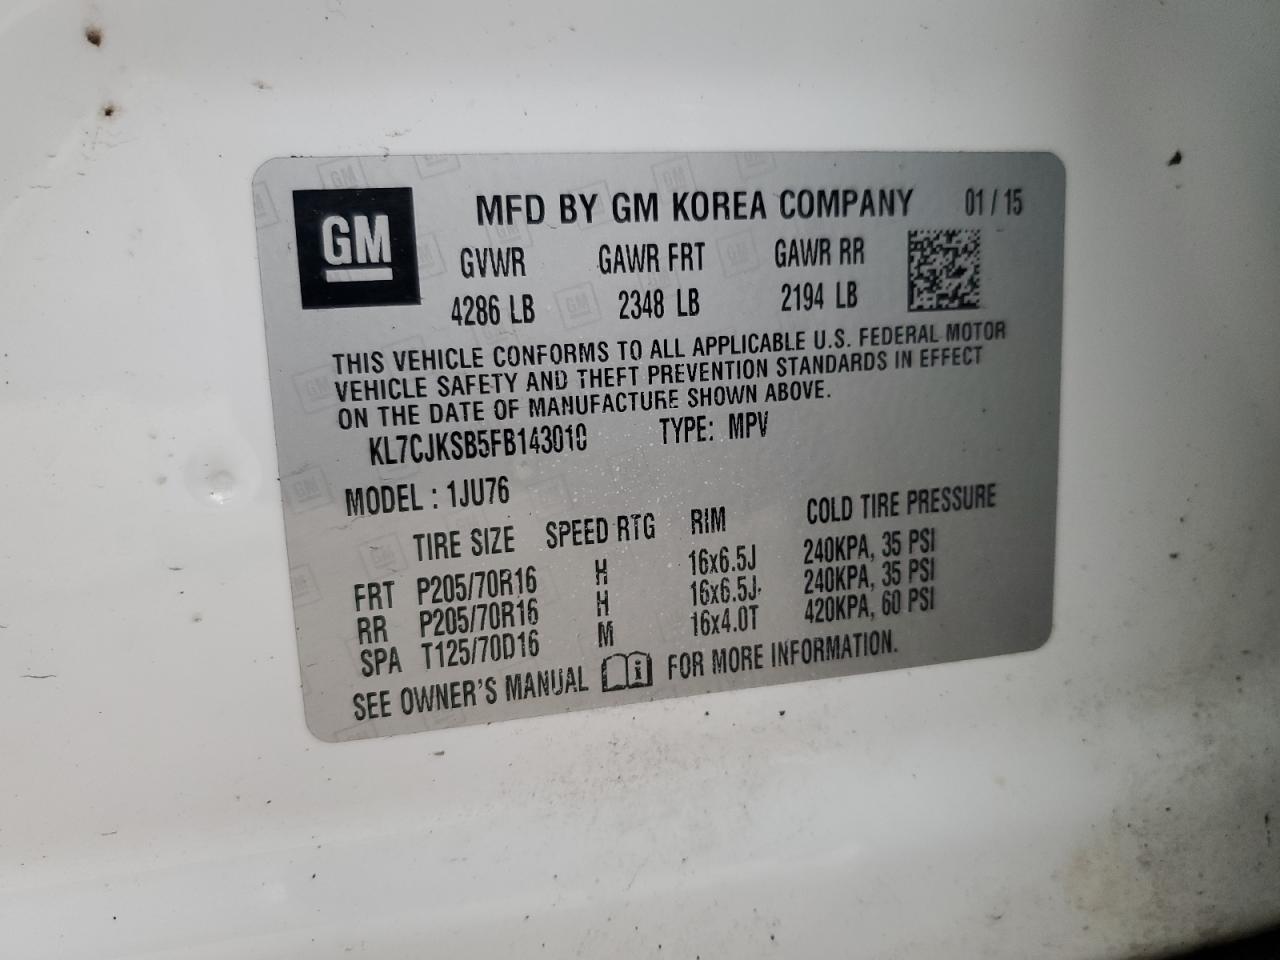 GM
MFD BY GM KOREA COMPANY 01 / 15
GVWR GAWR FRT GAWR RR
4286 LB 2348 LB 2194 LB
THIS VEHICLE CONFORMS TO ALL APPLICABLE U.S. FEDERAL MOTOR
VEHICLE SAFETY AND THEFT PREVENTION STANDARDS IN EFFECT
ON THE DATE OF MANUFACTURE SHOWN ABOVE.
KL7CJKSB5FB143010 TYPE: MPV
MODEL : 1JU76
TIRE SIZE SPEED RTG RIM COLD TIRE PRESSURE
FRT P205/70R16 H 16x6.5J 240KPA, 35 PSI
RR P205/70R16 H 16x6.5J 240KPA, 35 PSI
SPA T125/70D16 M 16x4.0T 420KPA, 60 PSI
SEE OWNER'S MANUAL FOR MORE INFORMATION.